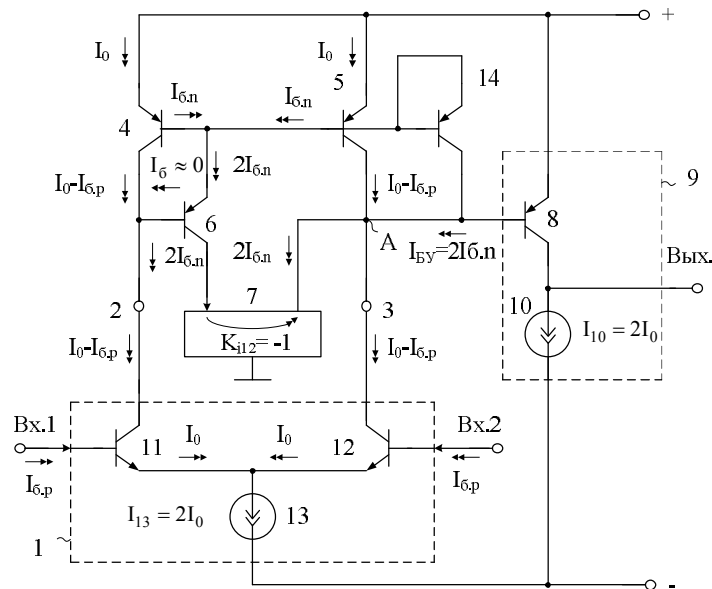 +
I₀
I₀
5
14
Iб.п
Iб.п
4
Iб ≈ 0
2Iб.п
9
I₀-Iб.р
I₀-Iб.р
6
8
A
2Iб.п
2Iб.п
IБУ=2Iб.п
Вых.
7
10
2
3
Ki12= -1
I10 = 2I₀
I₀-Iб.р
I₀-Iб.р
Вх.1
Вх.2
11
I₀
I₀
12
Iб.р
Iб.р
I13 = 2I₀
13
1
-